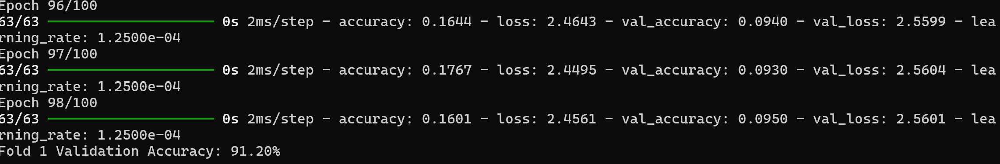 Epoch 96/100
63/63 ━━━━━━━━━━━━━━━━━━━━ 0s 2ms/step - accuracy: 0.1644 - loss: 2.4643 - val_accuracy: 0.0940 - val_loss: 2.5599 - lea
rning_rate: 1.2500e-04
Epoch 97/100
63/63 ━━━━━━━━━━━━━━━━━━━━ 0s 2ms/step - accuracy: 0.1767 - loss: 2.4495 - val_accuracy: 0.0930 - val_loss: 2.5604 - lea
rning_rate: 1.2500e-04
Epoch 98/100
63/63 ━━━━━━━━━━━━━━━━━━━━ 0s 2ms/step - accuracy: 0.1601 - loss: 2.4561 - val_accuracy: 0.0950 - val_loss: 2.5601 - lea
rning_rate: 1.2500e-04
Fold 1 Validation Accuracy: 91.20%